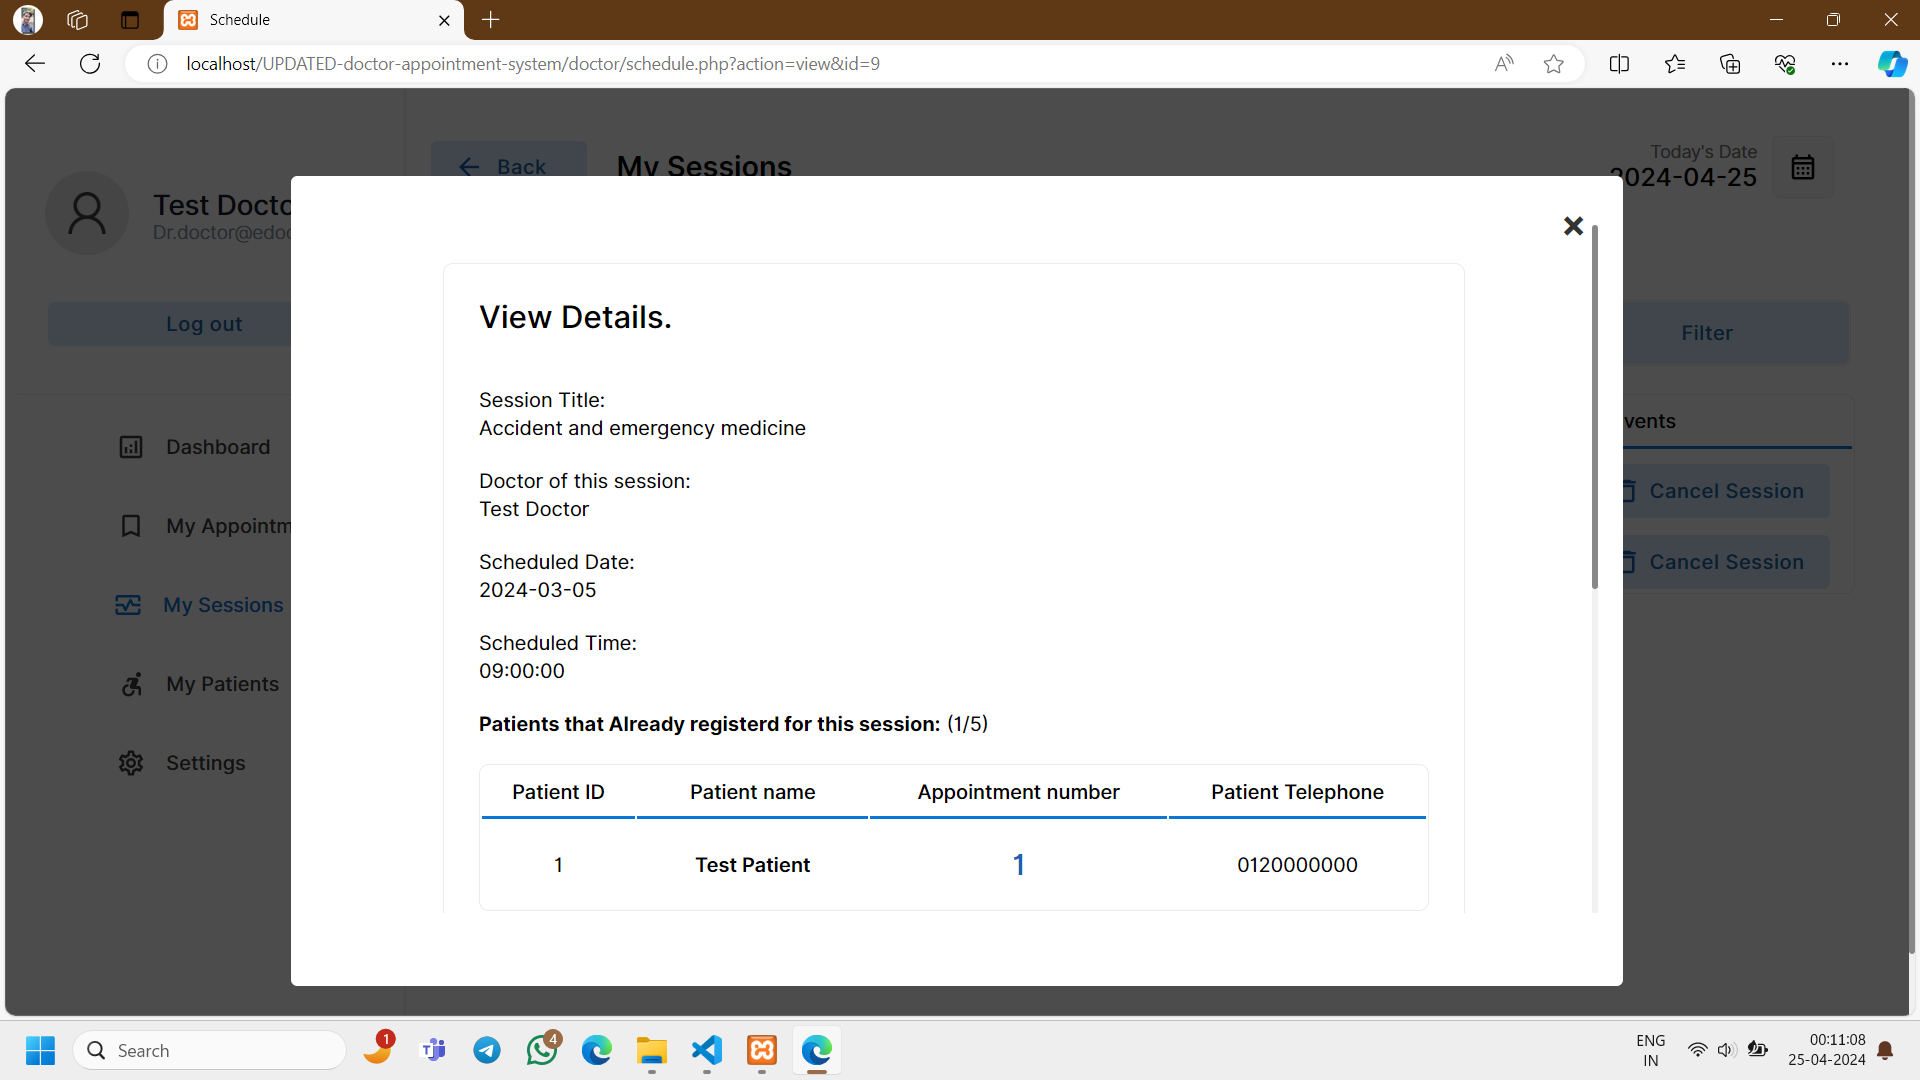 Schedule
localhost/UPDATED-doctor-appointment-system/doctor/schedule.php?action=view&id=9
Back
My Sessions
Today's Date
2024-04-25
Test Docto
Dr.doctor@edoc
Log out
Filter
Dashboard
My Appointm
My Sessions
My Patients
Settings
vents
Cancel Session
Cancel Session
View Details.
Session Title:
Accident and emergency medicine
Doctor of this session:
Test Doctor
Scheduled Date:
2024-03-05
Scheduled Time:
09:00:00
Patients that Already registerd for this session: (1/5)
Patient ID Patient name Appointment number Patient Telephone
1 Test Patient 1 0120000000
Search
1
4
ENG
IN
00:11:08
25-04-2024